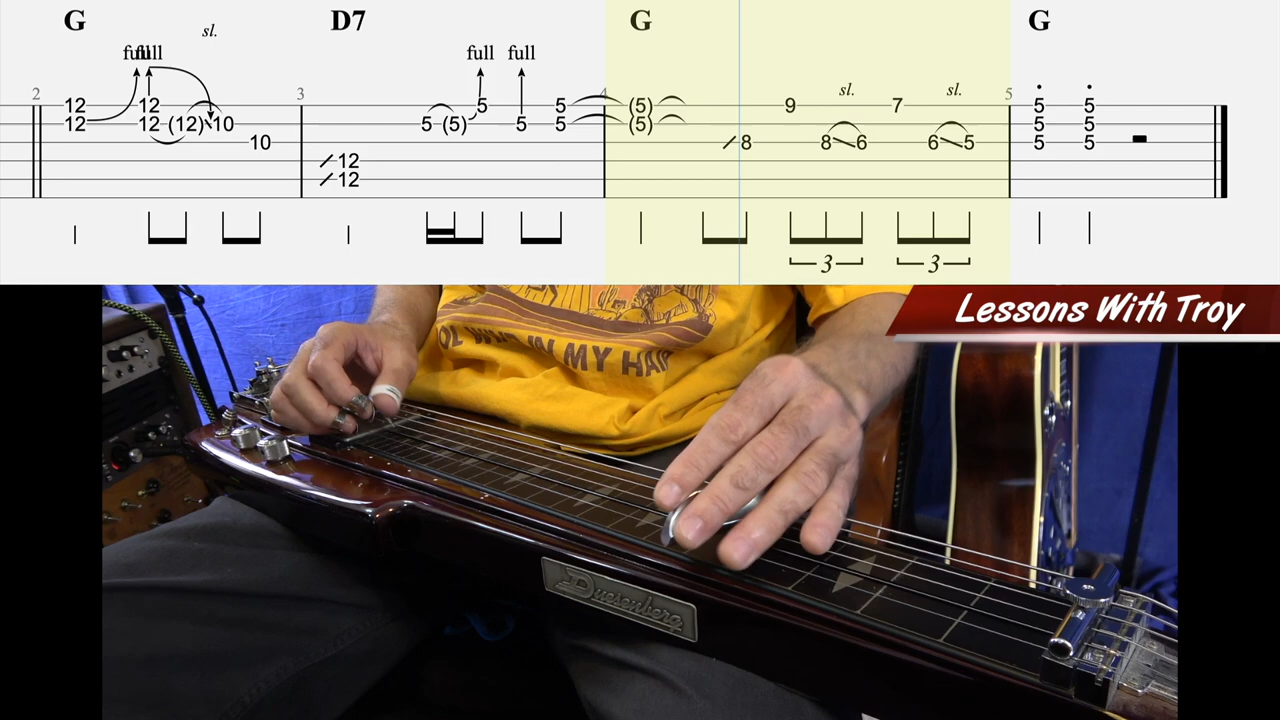 G D7 G G
sl.
full full full full
sl. sl.
2 3 4 5
12 12 5 5 (5) 9 7 5 5
12 12 (12) 10 5 (5) 5 5 (5) 5 5
10 8 8 6 6 5 5 5
12
12
3 3
Lessons With Troy
IN MY HAIR
Duesenberg